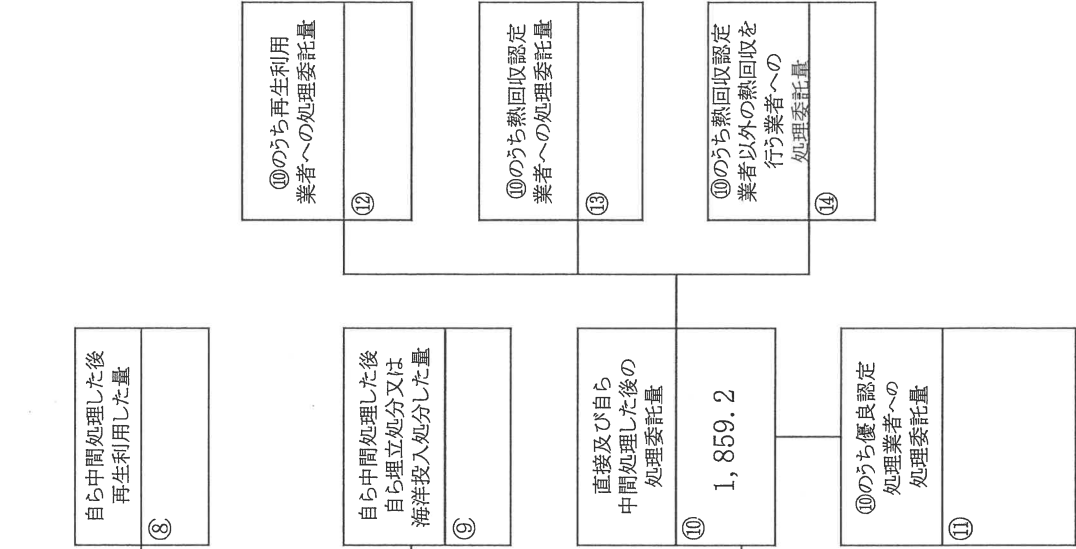 自ら中間処理した後
再生利用した量
⑧
自ら中間処理した後
自ら埋立処分又は
海洋投入処分した量
⑨
直接及び自ら
中間処理した後の
処理委託量
⑩
1,859.2
⑩のうち優良認定
処理業者への
処理委託量
⑪
⑩のうち再生利用
業者への処理委託量
⑫
⑩のうち熱回収認定
業者への処理委託量
⑬
⑩のうち熱回収認定
業者以外の熱回収を
行う業者への
処理委託量
⑭